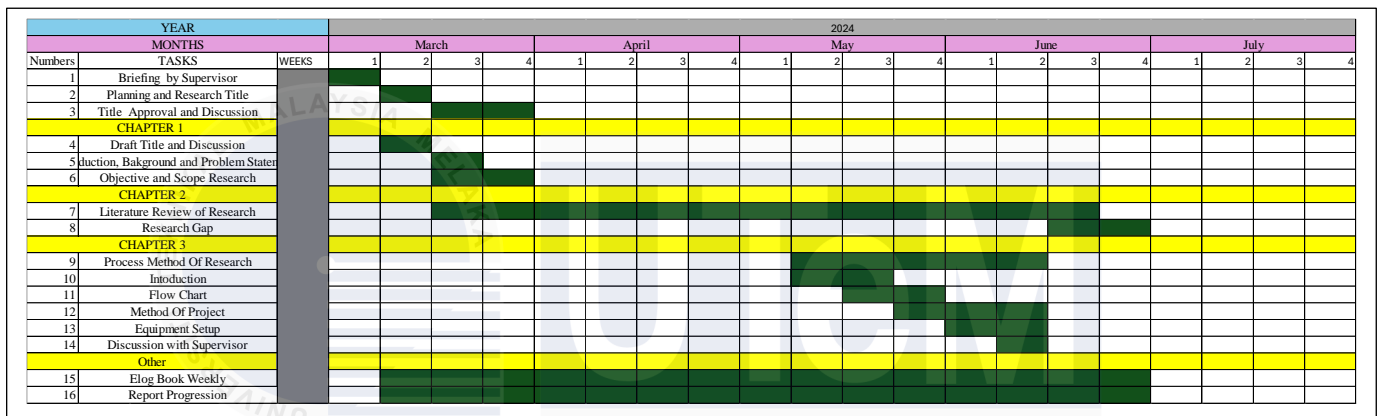 YEAR 2024
MONTHS March April May June July
Numbers TASKS WEEKS 1 2 3 4 1 2 3 4 1 2 3 4 1 2 3 4 1 2 3 4
1 Briefing by Supervisor
2 Planning and Research Title
3 Title Approval and Discussion
CHAPTER 1
4 Draft Title and Discussion
5 duction, Bakground and Problem Stater
6 Objective and Scope Research
CHAPTER 2
7 Literature Review of Research
8 Research Gap
CHAPTER 3
9 Process Method Of Research
10 Intoduction
11 Flow Chart
12 Method Of Project
13 Equipment Setup
14 Discussion with Supervisor
Other
15 Elog Book Weekly
16 Report Progression
MALAYSIA MELAKA
UTeM